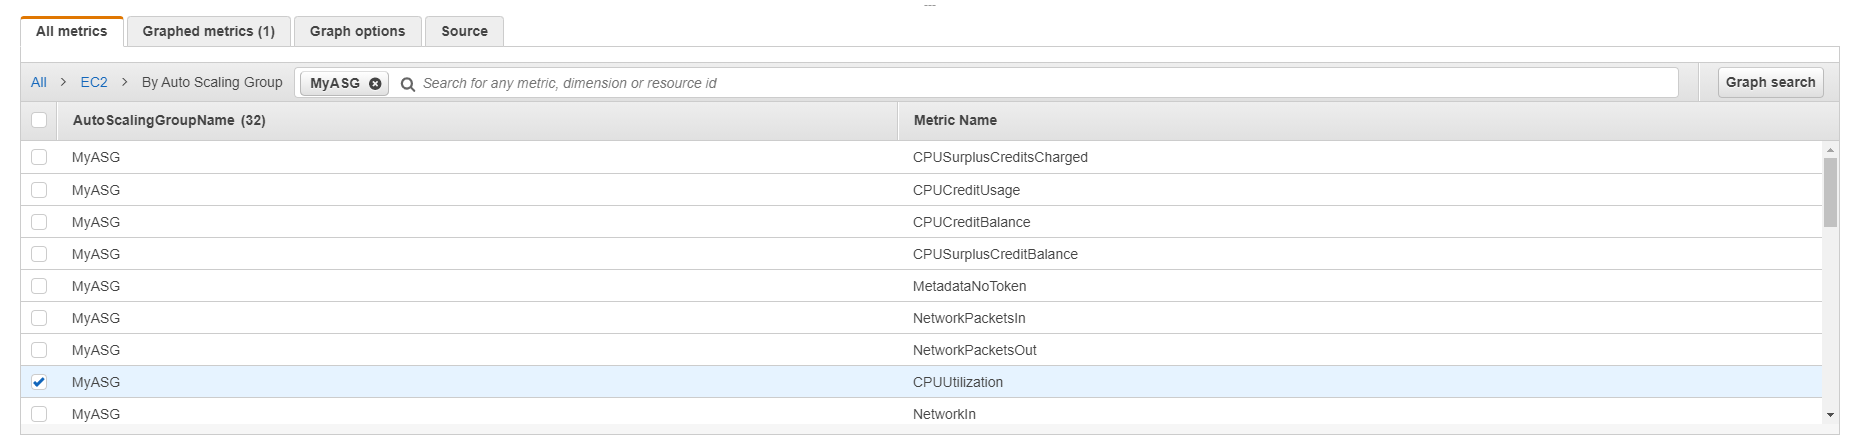 All metrics Graphed metrics (1) Graph options Source
All > EC2 > By Auto Scaling Group MyASG Search for any metric, dimension or resource id Graph search
AutoScalingGroupName (32) Metric Name
MyASG CPUSurplusCreditsCharged
MyASG CPUCreditUsage
MyASG CPUCreditBalance
MyASG CPUSurplusCreditBalance
MyASG MetadataNoToken
MyASG NetworkPacketsIn
MyASG NetworkPacketsOut
MyASG CPUUtilization
MyASG NetworkIn